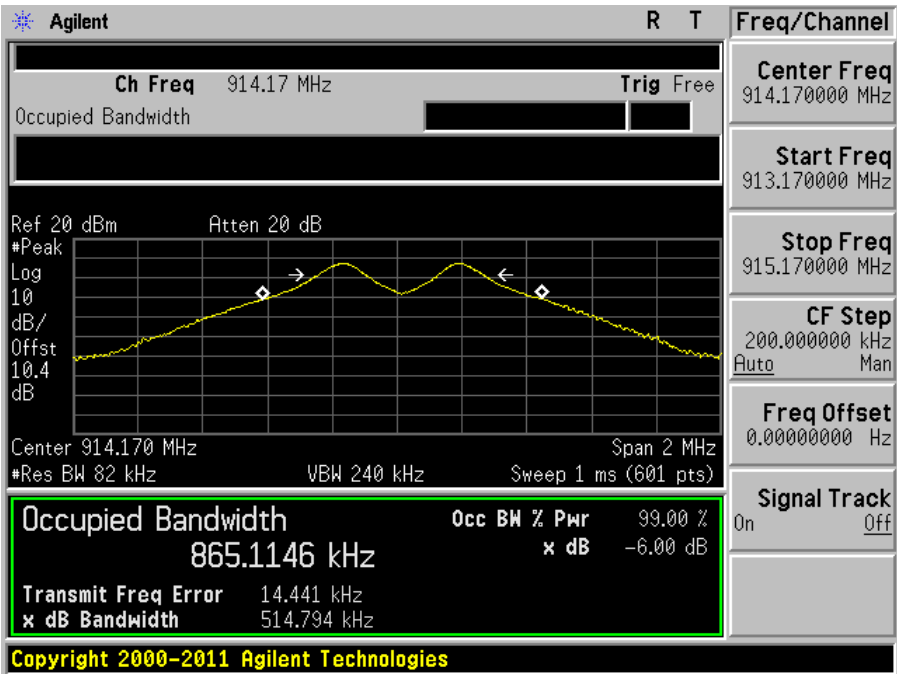 Agilent R T
Freq/Channel
Ch Freq 914.17 MHz Trig Free
Occupied Bandwidth
Center Freq
914.170000 MHz
Start Freq
913.170000 MHz
Stop Freq
915.170000 MHz
CF Step
200.000000 kHz
Auto Man
Freq Offset
0.00000000 Hz
Signal Track
On Off
Ref 20 dBm Atten 20 dB
#Peak
Log
10
dB/
Offst
10.4
dB
Center 914.170 MHz Span 2 MHz
#Res BW 82 kHz VBW 240 kHz Sweep 1 ms (601 pts)
Occupied Bandwidth Occ BW % Pwr 99.00 %
865.1146 kHz x dB -6.00 dB
Transmit Freq Error 14.441 kHz
x dB Bandwidth 514.794 kHz
Copyright 2000-2011 Agilent Technologies